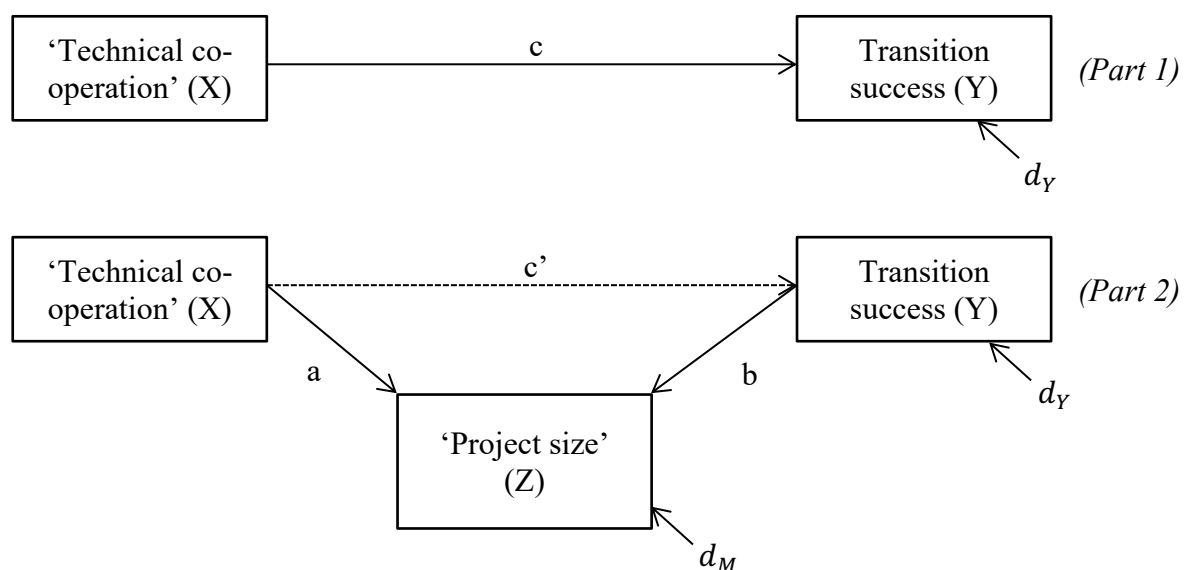 c
‘Technical co-
operation’ (X)
Transition
success (Y)
(Part 1)
d_Y
‘Technical co-
operation’ (X)
c’
Transition
success (Y)
(Part 2)
a
b
d_Y
‘Project size’
(Z)
d_M